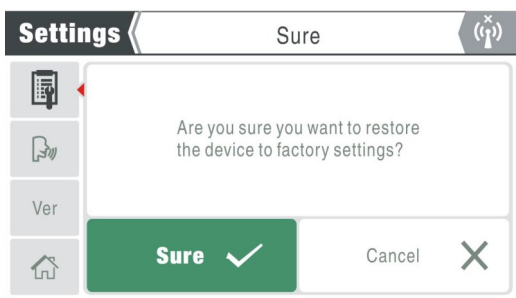 Settings
Sure
Are you sure you want to restore
the device to factory settings?
Ver
Sure
Cancel